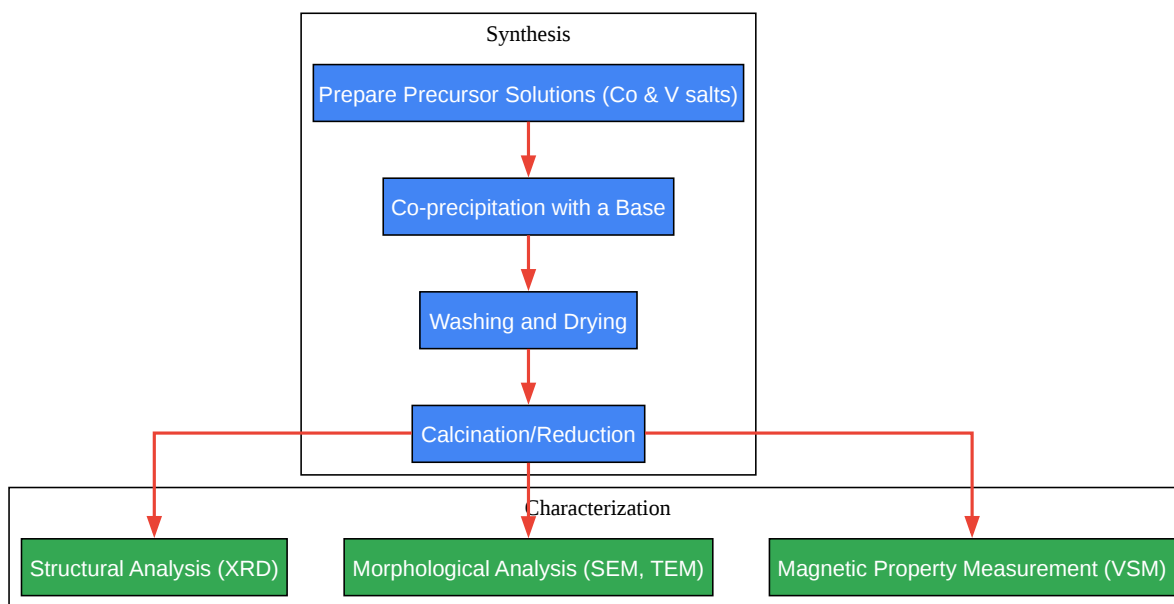 Synthesis
Prepare Precursor Solutions (Co & V salts)
Co-precipitation with a Base
Washing and Drying
Calcination/Reduction
Characterization
Structural Analysis (XRD)
Morphological Analysis (SEM, TEM)
Magnetic Property Measurement (VSM)